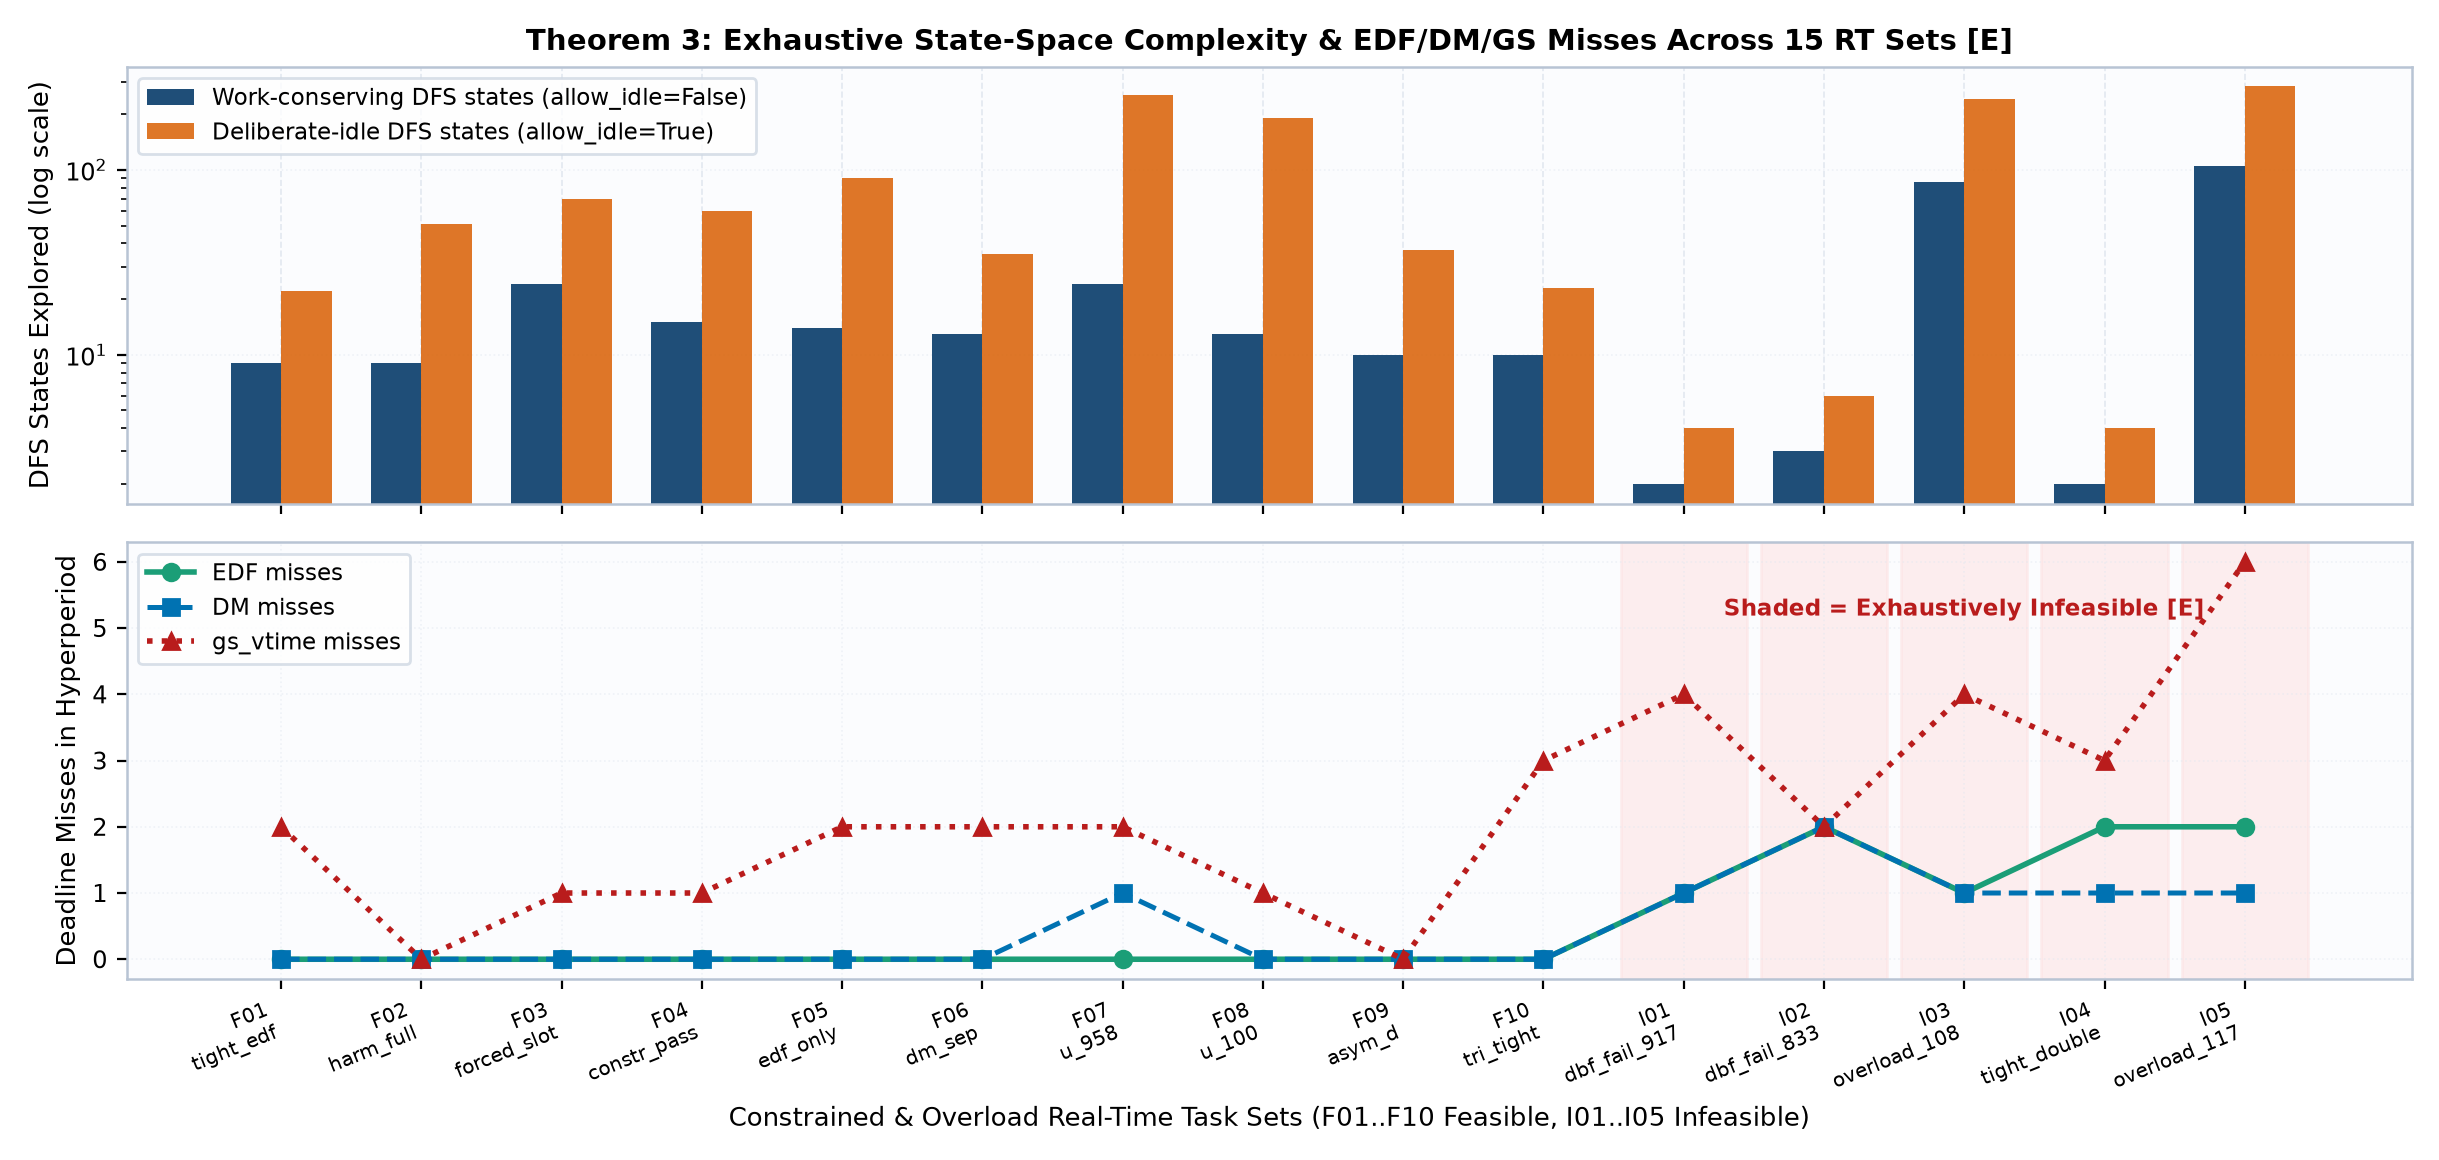 Theorem 3: Exhaustive State-Space Complexity & EDF/DM/GS Misses Across 15 RT Sets [E]
DFS States Explored (log scale)
10²
10¹
Work-conserving DFS states (allow_idle=False)
Deliberate-idle DFS states (allow_idle=True)
Deadline Misses in Hyperperiod
6
5
4
3
2
1
0
EDF misses
DM misses
gs_vtime misses
Shaded = Exhaustively Infeasible [E]
F01
tight_edf
F02
harm_full
F03
forced_slot
F04
constr_pass
F05
edf_only
F06
dm_sep
F07
u_958
F08
u_100
F09
asym_d
F10
tri_tight
I01
dbf_fail_917
I02
dbf_fail_833
I03
overload_108
I04
tight_double
I05
overload_117
Constrained & Overload Real-Time Task Sets (F01..F10 Feasible, I01..I05 Infeasible)